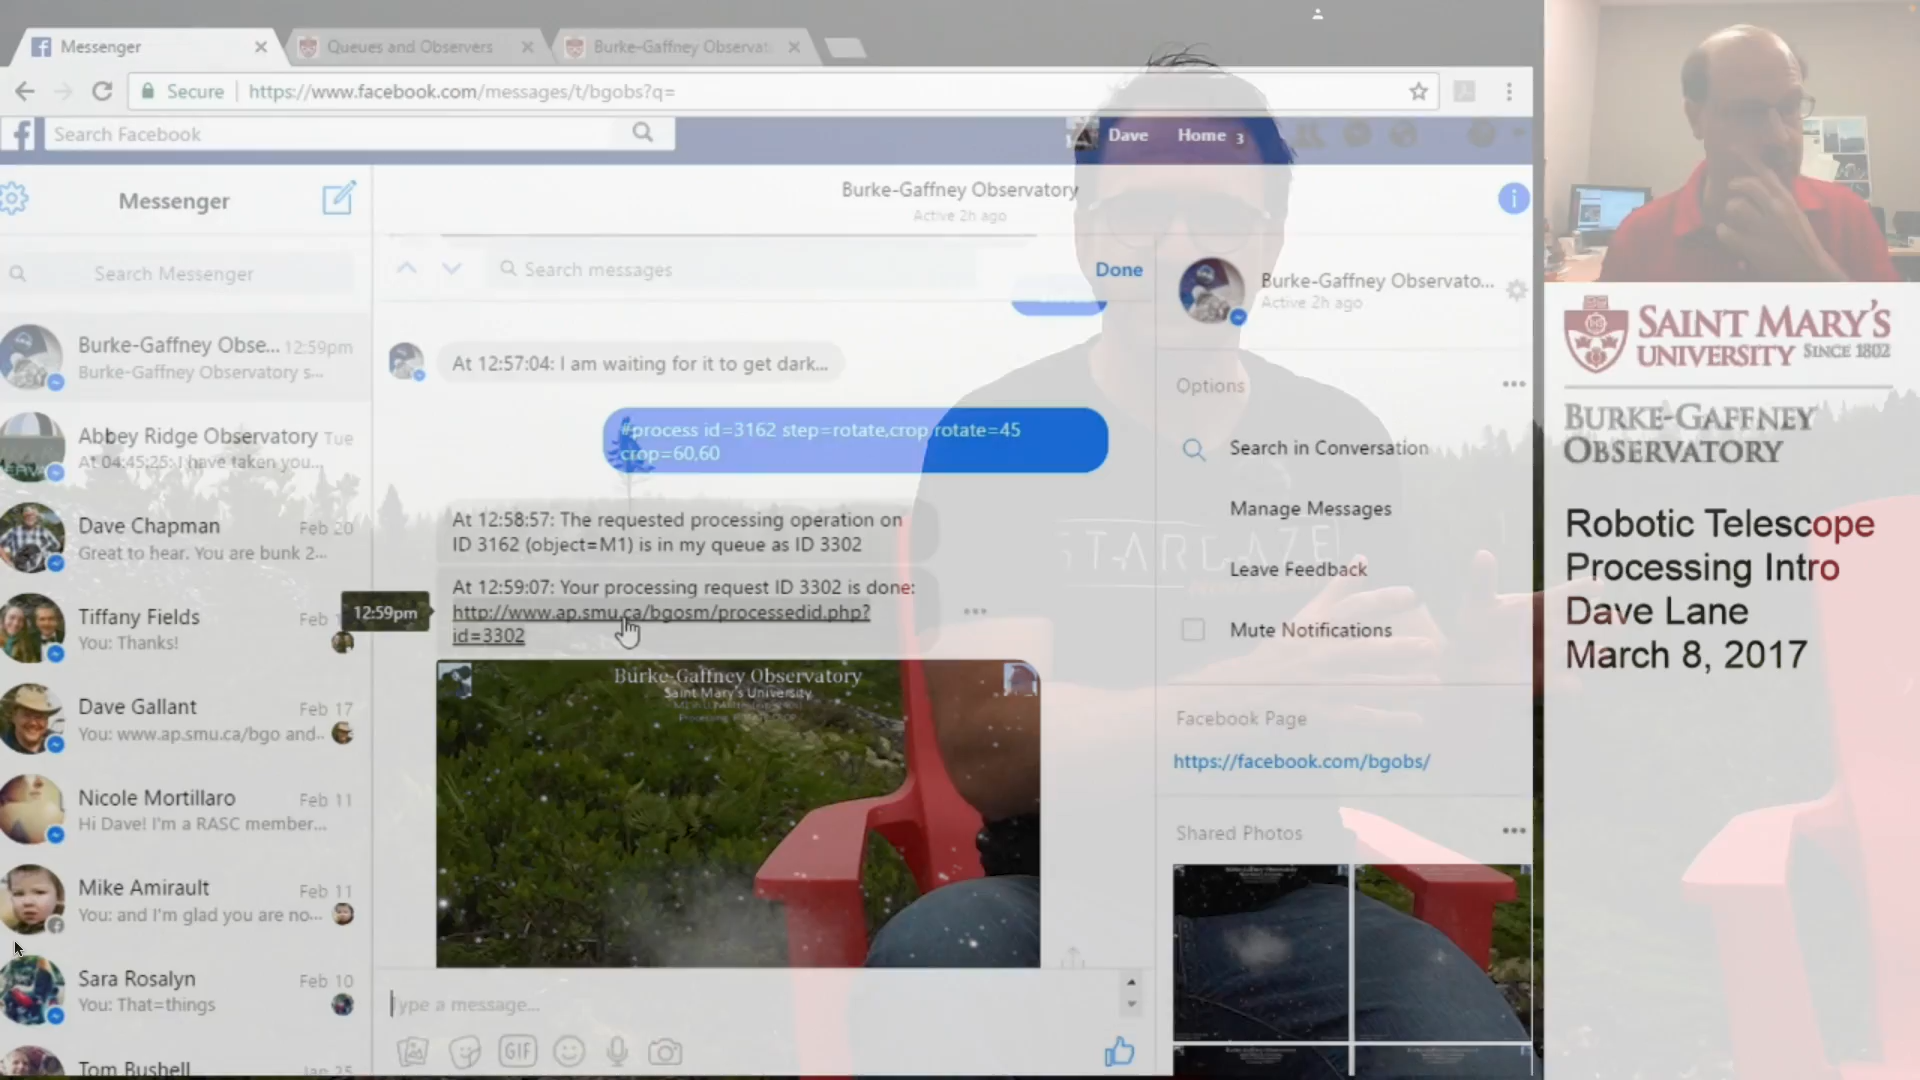 Messenger
Queues and Observers
Burke-Gaffney Observat
Secure
https://www.facebook.com/messages/t/bgobs?q=
Search Facebook
Dave
Home 3
Messenger
Burke-Gaffney Observatory
Active 2h ago
Search Messenger
Search messages
Done
Burke-Gaffney Obse... 12:59pm
Burke-Gaffney Observatory s...
Abbey Ridge Observatory Tue
At 04:45:25: I have taken you...
Dave Chapman Feb 20
Great to hear. You are bunk 2...
Tiffany Fields Feb
You: Thanks!
Dave Gallant Feb 17
You: www.ap.smu.ca/bgo and...
Nicole Mortillaro Feb 11
Hi Dave! I'm a RASC member...
Mike Amirault Feb 11
You: and I'm glad you are no...
Sara Rosalyn Feb 10
You: That=things
Tom Bushell Jan 25
At 12:57:04: I am waiting for it to get dark...
#process id=3162 step=rotate,crop rotate=45
crop=60,60
At 12:58:57: The requested processing operation on
ID 3162 (object=M1) is in my queue as ID 3302
12:59pm
At 12:59:07: Your processing request ID 3302 is done:
http://www.ap.smu.ca/bgosm/processedid.php?
id=3302
Burke-Gaffney Observatory
Saint Mary's University
Type a message...
GIF
Burke-Gaffney Observato...
Active 2h ago
Options
Search in Conversation
Manage Messages
Leave Feedback
Mute Notifications
Facebook Page
https://facebook.com/bgobs/
Shared Photos
STARGAZE
SAINT MARY'S
UNIVERSITY SINCE 1802
BURKE-GAFFNEY
OBSERVATORY
Robotic Telescope
Processing Intro
Dave Lane
March 8, 2017